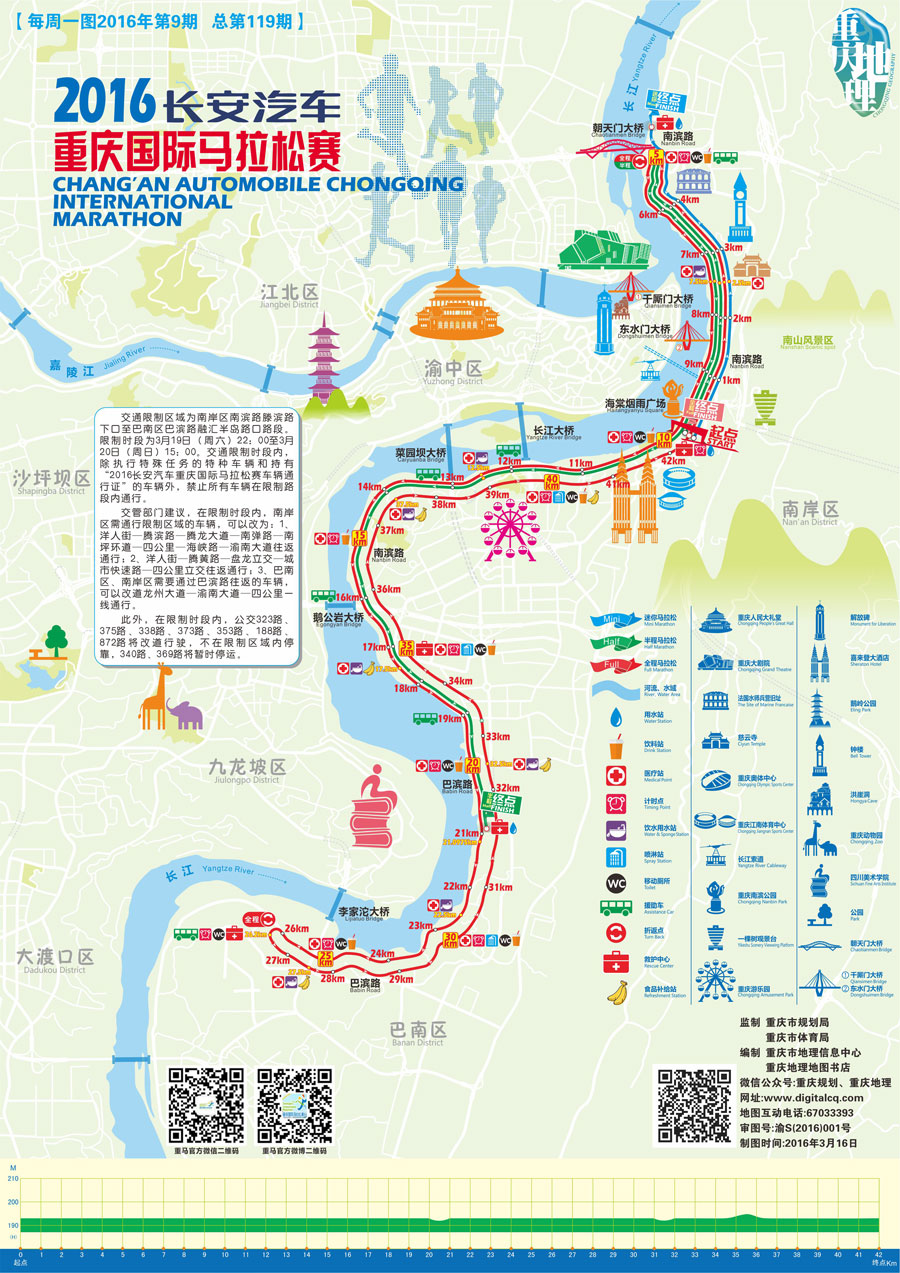 【 每周一图2016年第9期 总第119期 】
重庆地理
CHONGQING GEOGRAPHY
2016长安汽车
重庆国际马拉松赛
CHANG'AN AUTOMOBILE CHONGQING
INTERNATIONAL
MARATHON
长江 Yangtze River
终点
FINISH
朝天门大桥
Chaotianmen Bridge
南滨路
Nanbin Road
全程
半程
5km
4km
6km
3km
7km
8km
2km
9km
1km
江北区
Jiangbei District
嘉陵江 Jialing River
渝中区
Yuzhong District
千厮门大桥
Qiansimen Bridge
东水门大桥
Dongshuimen Bridge
①
②
南山风景区
Nanshan Scenic spot
南滨路
Nanbin Road
海棠烟雨广场
Haitangyanyu Square
终点
FINISH
起点
START
10km
42km
41km
11km
12km
13km
14km
40km
39km
38km
37km
长江大桥
Yangtze River Bridge
菜园坝大桥
Caiyuanba Bridge
沙坪坝区
Shapingba District
南岸区
Nan'an District
交通限制区域为南岸区南滨路滕滨路
下口至巴南区巴滨路融汇半岛路口路段，
限制时段为3月19日（周六）22：00至3月
20日（周日）15：00。交通限制时段内，
除执行特殊任务的特种车辆和持有
“2016长安汽车重庆国际马拉松赛车辆通
行证”的车辆外，禁止所有车辆在限制路
段内通行。
交管部门建议，在限制时段内，南岸
区需通行限制区域的车辆，可以改为：1、
洋人街—腾滨路—腾龙大道—南弹路—南
坪环道—四公里—海峡路—渝南大道往返
通行；2、洋人街—腾黄路—盘龙立交—城
市快速路—四公里立交往返通行；3、巴南
区、南岸区需要通过巴滨路往返的车辆，
可以改道龙州大道—渝南大道—四公里一
线通行。
此外，在限制时段内，公交323路、
375路、338路、373路、353路、188路、
872路将改道行驶，不在限制区域内停
靠，340路、369路将暂时停运。
15km
南滨路
Nanbin Road
36km
16km
鹅公岩大桥
Egongyan Bridge
17km
35km
18km
34km
19km
33km
20km
32km
巴滨路
Babin Road
终点
FINISH
21km
21.0975km
22km
31km
23km
30km
九龙坡区
Jiulongpo District
长江 Yangtze River
李家沱大桥
Lijiatuo Bridge
全程
26km
27km
25km
24km
28km
29km
巴滨路
Babin Road
大渡口区
Dadukou District
巴南区
Banan District
Mini 迷你马拉松
Mini Marathon
Half 半程马拉松
Half Marathon
Full 全程马拉松
Full Marathon
河流、水域
River, Water Area
用水站
Water Station
饮料站
Drink Station
医疗站
Medical Point
计时点
Timing Point
饮水用水站
Water & Sponge Station
喷淋站
Spray Station
WC 移动厕所
Toilet
援助车
Assistance Car
折返点
Turn Back
救护中心
Rescue Center
食品补给站
Refreshment Station
重庆人民大礼堂
Chongqing People's Great Hall
重庆大剧院
Chongqing Grand Theatre
法国水师兵营旧址
The Site of Marine Francaise
慈云寺
Ciyun Temple
重庆奥体中心
Chongqing Olympic Sports Center
重庆江南体育中心
Chongqing Jiangnan Sports Center
长江索道
Yangtze River Cableway
重庆南滨公园
Chongqing Nanbin Park
一棵树观景台
Yikeshu Scenery Viewing Platform
重庆游乐园
Chongqing Amusement Park
解放碑
Monument for Liberation
喜来登大酒店
Sheraton Hotel
鹅岭公园
Eling Park
钟楼
Bell Tower
洪崖洞
Hongya Cave
重庆动物园
Chongqing Zoo
四川美术学院
Sichuan Fine Arts Institute
公园
Park
朝天门大桥
Chaotianmen Bridge
①千厮门大桥
Qiansimen Bridge
②东水门大桥
Dongshuimen Bridge
监制 重庆市规划局
重庆市体育局
编制 重庆市地理信息中心
重庆地理地图书店
微信公众号:重庆规划、重庆地理
网址:www.digitalcq.com
地图互动电话:67033393
审图号:渝S(2016)001号
制图时间:2016年3月16日
重马官方微信二维码
重马官方微博二维码
M
210
200
190
0 1 2 3 4 5 6 7 8 9 10 11 12 13 14 15 16 17 18 19 20 21 22 23 24 25 26 27 28 29 30 31 32 33 34 35 36 37 38 39 40 41 42
起点
终点Km